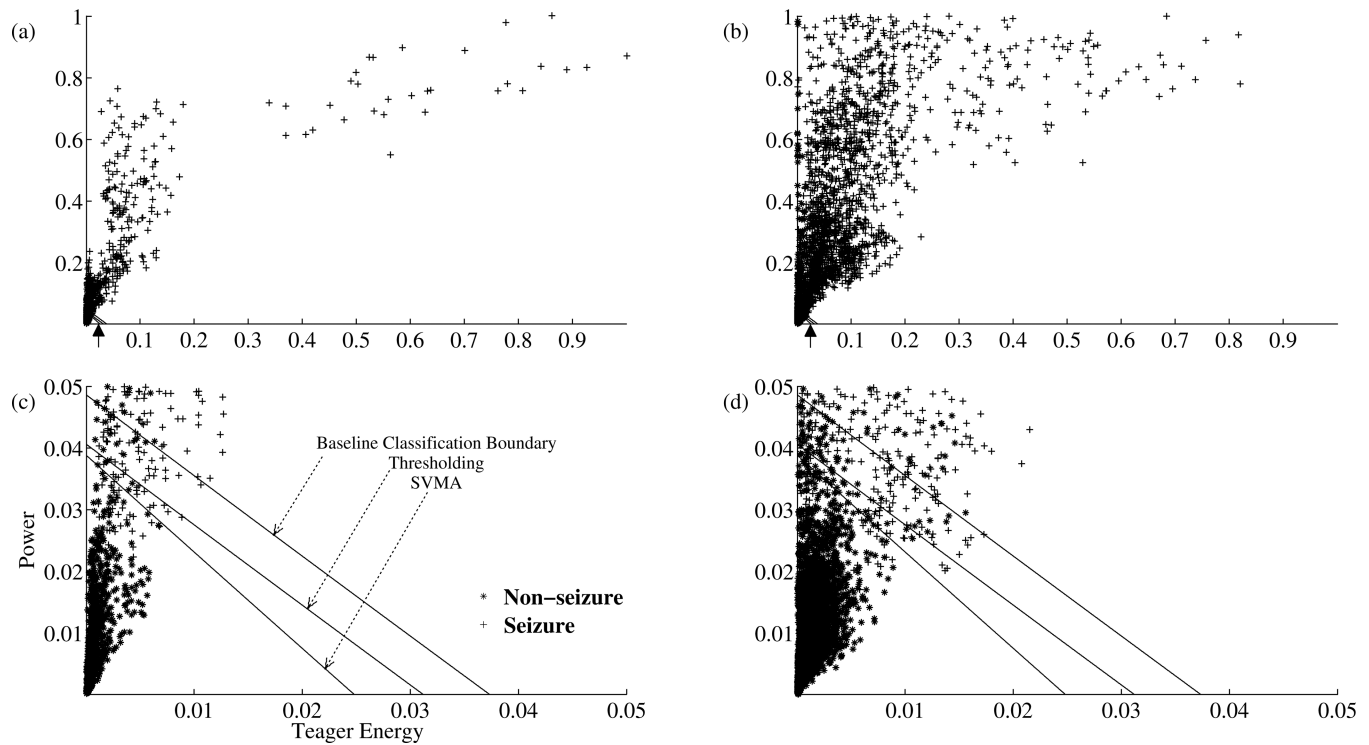 (a)
1
0.8
0.6
0.4
0.2
0.1 0.2 0.3 0.4 0.5 0.6 0.7 0.8 0.9
(b)
1
0.8
0.6
0.4
0.2
0.1 0.2 0.3 0.4 0.5 0.6 0.7 0.8 0.9
(c)
0.05
0.04
0.03
0.02
0.01
Power
Baseline Classification Boundary
Thresholding
SVMA
Non−seizure
Seizure
0.01 0.02 0.03 0.04 0.05
Teager Energy
(d)
0.05
0.04
0.03
0.02
0.01
0.01 0.02 0.03 0.04 0.05